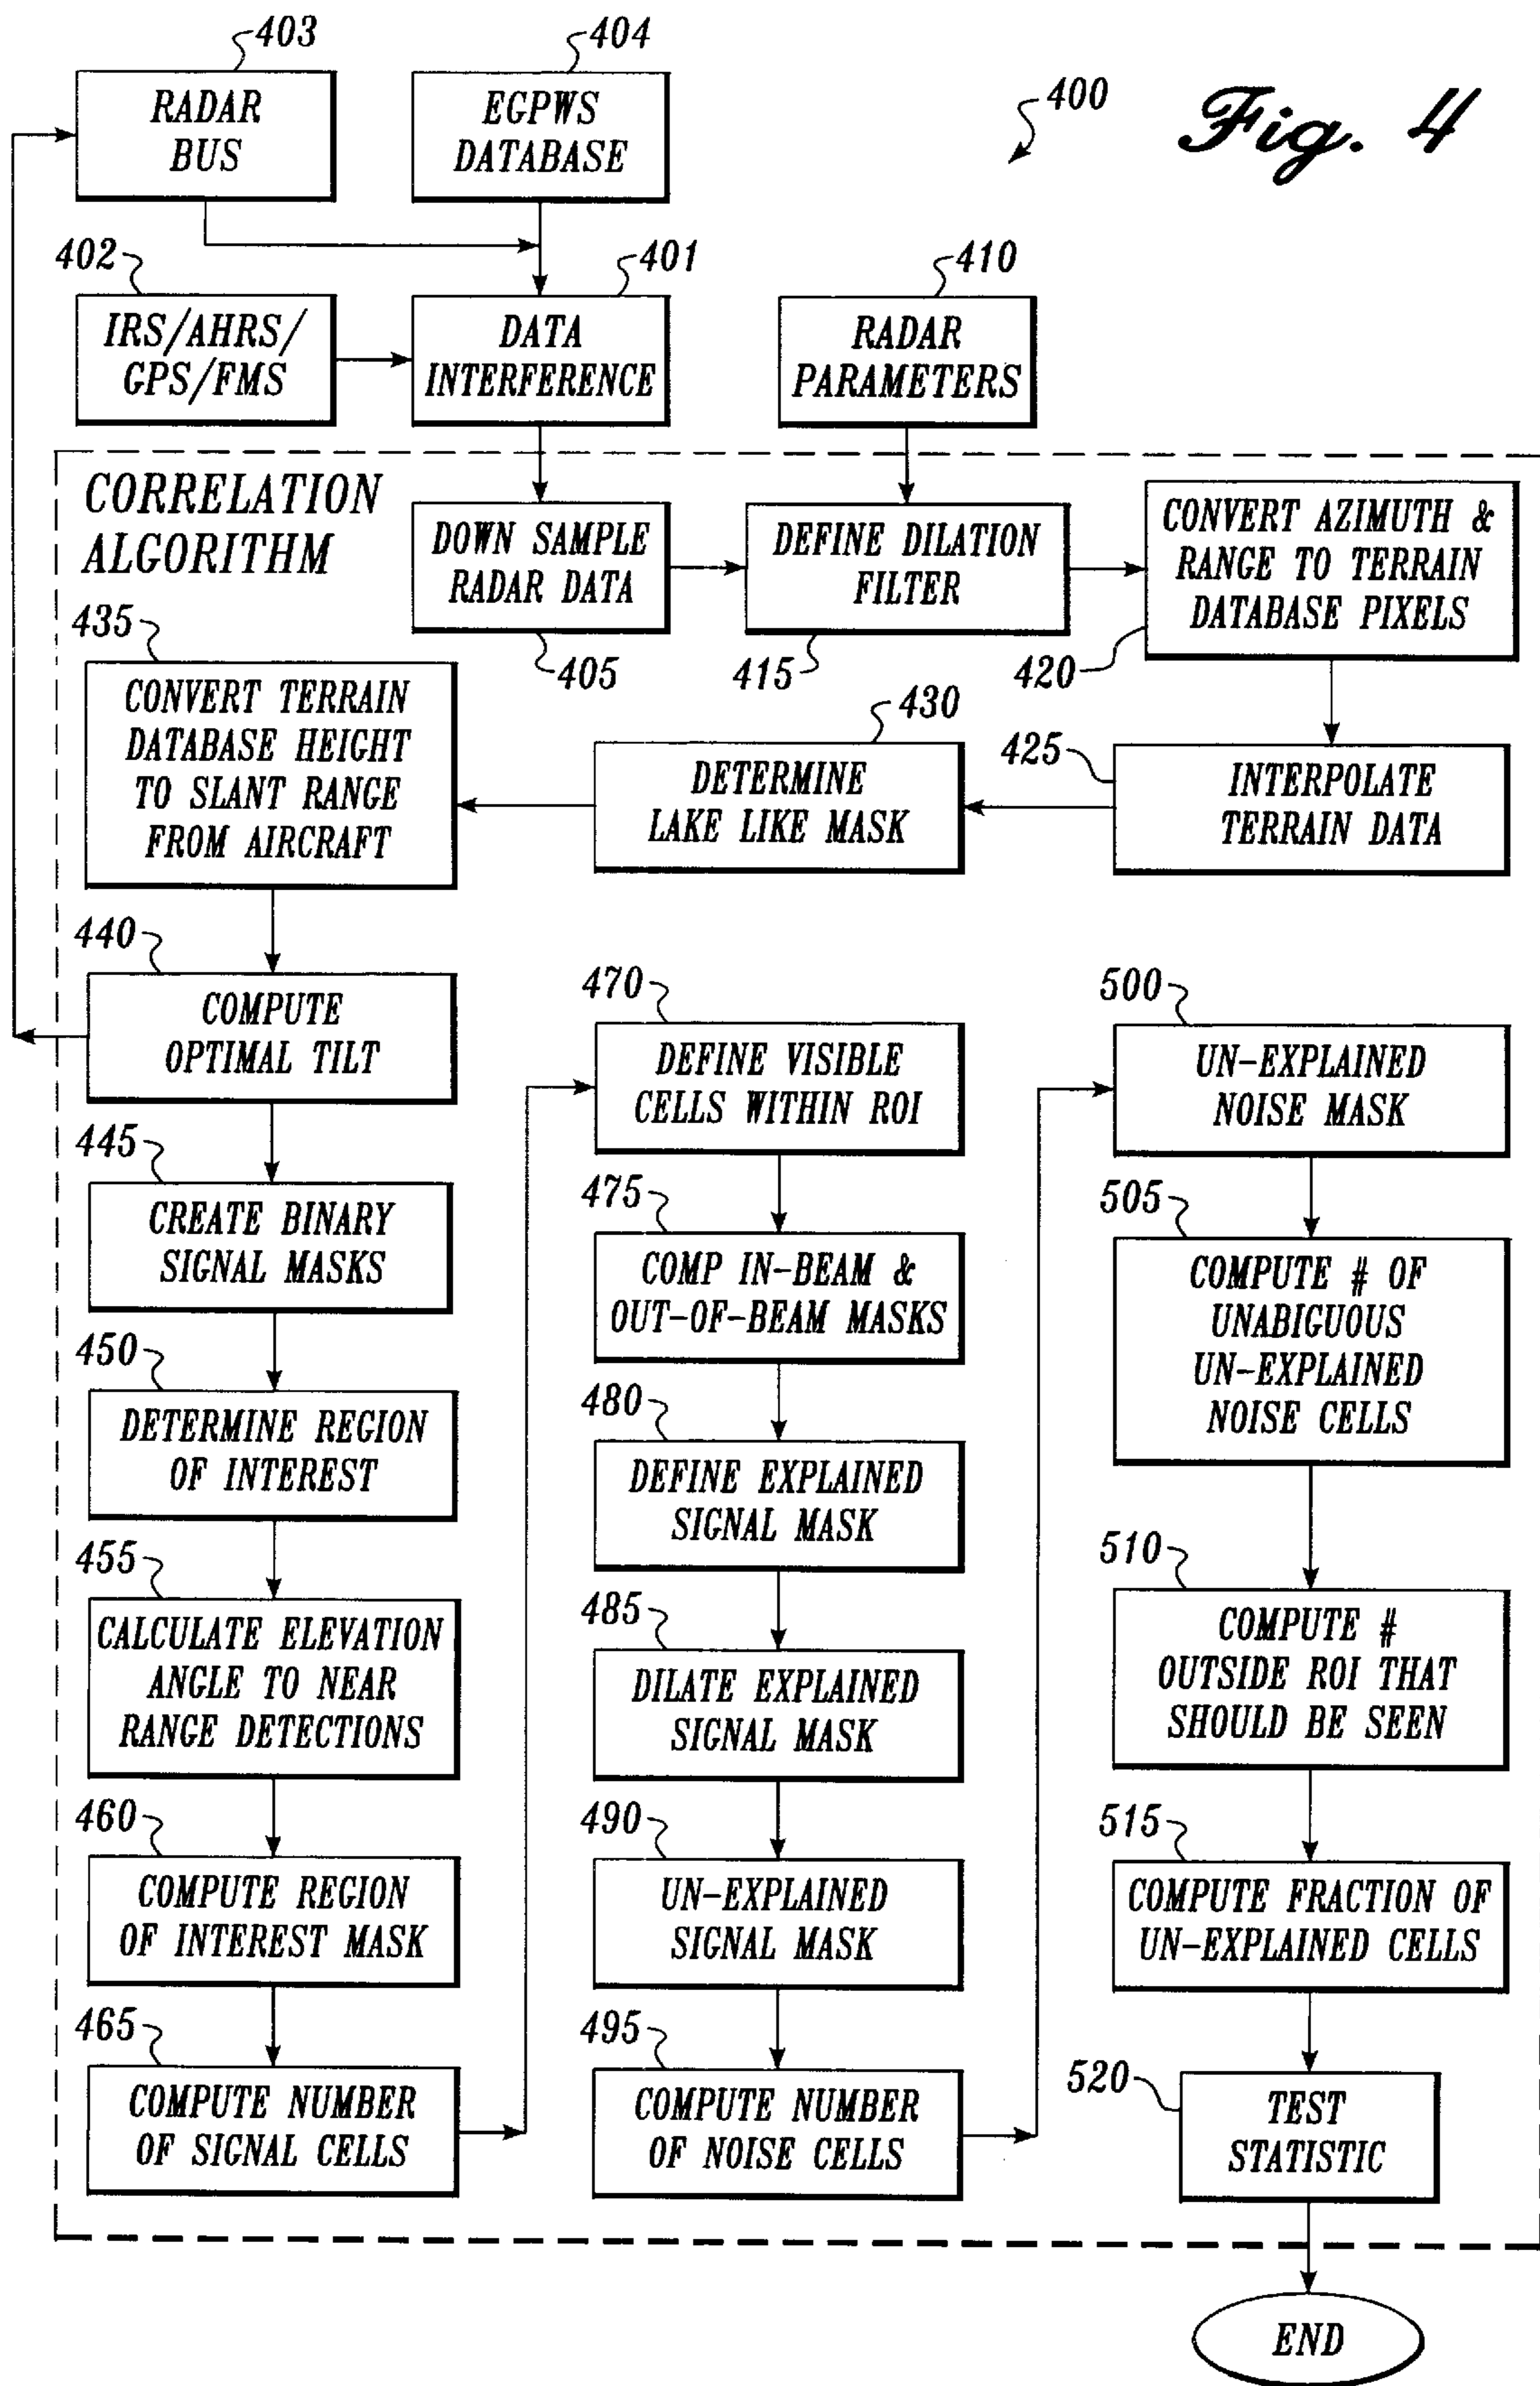 403
404
RADAR
BUS
EGPWS
DATABASE
400
Fig. 4
402
401
410
IRS/AHRS/
GPS/FMS
DATA
INTERFERENCE
RADAR
PARAMETERS
CORRELATION
ALGORITHM
DOWN SAMPLE
RADAR DATA
405
DEFINE DILATION
FILTER
415
CONVERT AZIMUTH &
RANGE TO TERRAIN
DATABASE PIXELS
420
435
CONVERT TERRAIN
DATABASE HEIGHT
TO SLANT RANGE
FROM AIRCRAFT
430
DETERMINE
LAKE LIKE MASK
425
INTERPOLATE
TERRAIN DATA
440
COMPUTE
OPTIMAL TILT
445
CREATE BINARY
SIGNAL MASKS
450
DETERMINE REGION
OF INTEREST
455
CALCULATE ELEVATION
ANGLE TO NEAR
RANGE DETECTIONS
460
COMPUTE REGION
OF INTEREST MASK
465
COMPUTE NUMBER
OF SIGNAL CELLS
470
DEFINE VISIBLE
CELLS WITHIN ROI
475
COMP IN-BEAM &
OUT-OF-BEAM MASKS
480
DEFINE EXPLAINED
SIGNAL MASK
485
DILATE EXPLAINED
SIGNAL MASK
490
UN-EXPLAINED
SIGNAL MASK
495
COMPUTE NUMBER
OF NOISE CELLS
500
UN-EXPLAINED
NOISE MASK
505
COMPUTE # OF
UNABIGUOUS
UN-EXPLAINED
NOISE CELLS
510
COMPUTE #
OUTSIDE ROI THAT
SHOULD BE SEEN
515
COMPUTE FRACTION OF
UN-EXPLAINED CELLS
520
TEST
STATISTIC
END